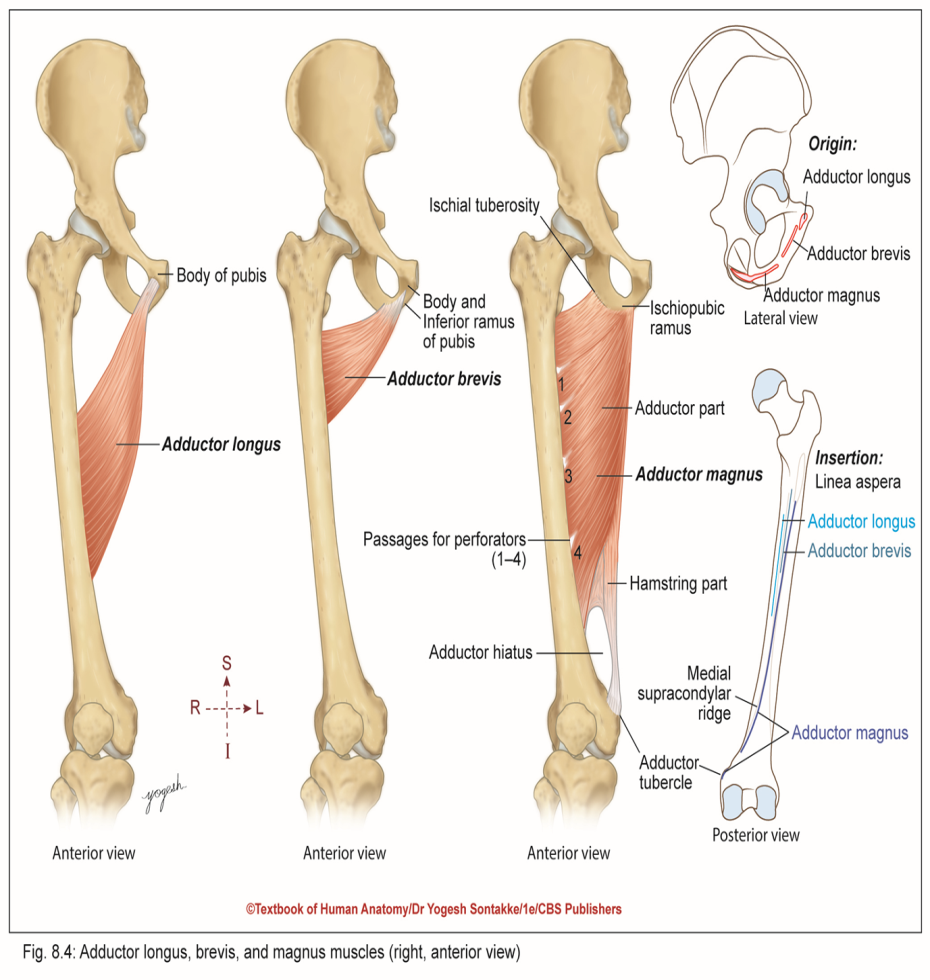 Body of pubis
Adductor longus
Anterior view
S
R
L
I
yogesh
Body and
Inferior ramus
of pubis
Adductor brevis
Anterior view
Ischial tuberosity
Ischiopubic
ramus
1
2
3
4
Adductor part
Adductor magnus
Passages for perforators
(1–4)
Hamstring part
Adductor hiatus
Adductor
tubercle
Anterior view
Origin:
Adductor longus
Adductor brevis
Adductor magnus
Lateral view
Insertion:
Linea aspera
Adductor longus
Adductor brevis
Medial
supracondylar
ridge
Adductor magnus
Posterior view
©Textbook of Human Anatomy/Dr Yogesh Sontakke/1e/CBS Publishers
Fig. 8.4: Adductor longus, brevis, and magnus muscles (right, anterior view)